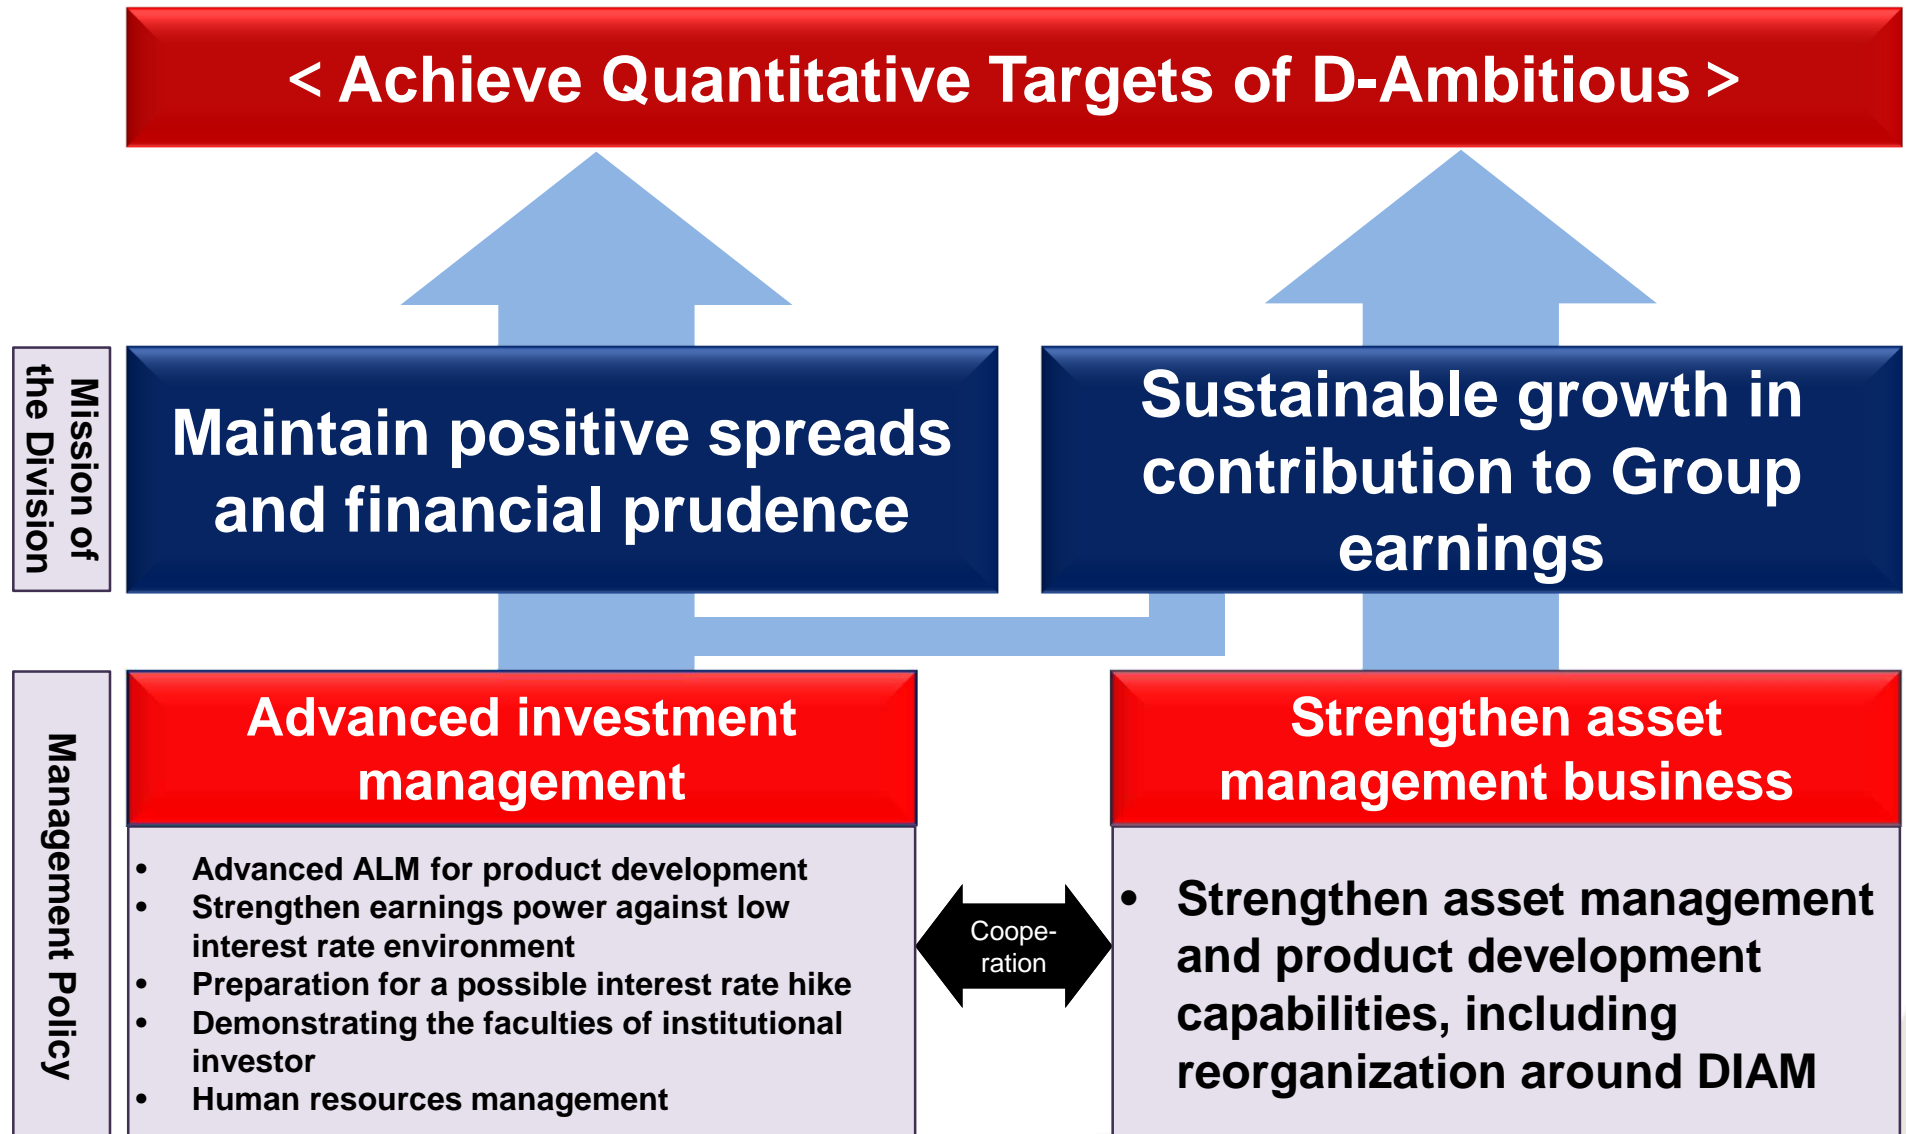 < Achieve Quantitative Targets of D-Ambitious >
Mission of
the Division
Maintain positive spreads
and financial prudence
Sustainable growth in
contribution to Group
earnings
Management Policy
Advanced investment
management
• Advanced ALM for product development
• Strengthen earnings power against low
interest rate environment
• Preparation for a possible interest rate hike
• Demonstrating the faculties of institutional
investor
• Human resources management
Coope-
ration
Strengthen asset
management business
• Strengthen asset management
and product development
capabilities, including
reorganization around DIAM